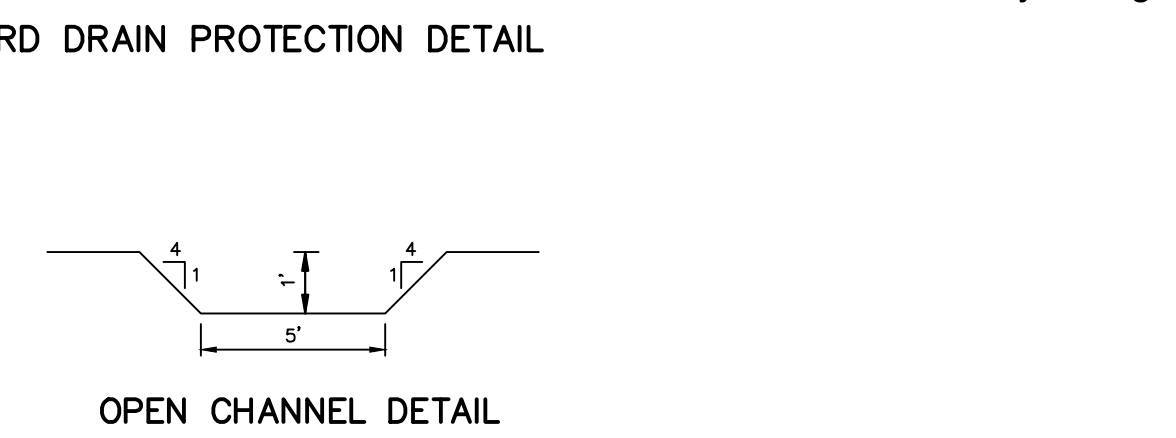 RD DRAIN PROTECTION DETAIL
4 4
1 1' 1
5'
OPEN CHANNEL DETAIL